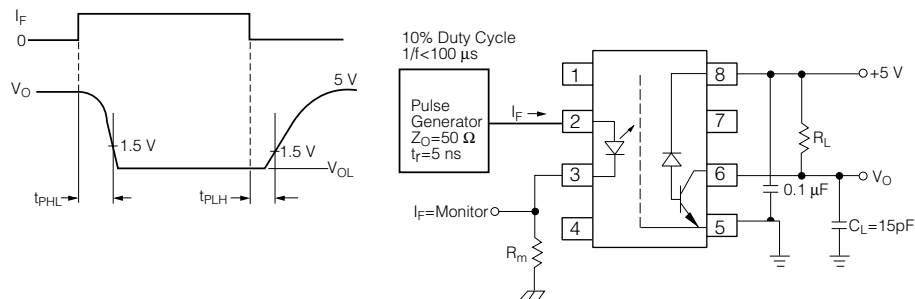 I_F
0
V_O
5 V
1.5 V
1.5 V
V_OL
t_PHL
t_PLH
10% Duty Cycle
1/f<100 µs
Pulse
Generator
Z_O=50 Ω
t_r=5 ns
I_F
I_F=Monitor
R_m
1
2
3
4
8
7
6
5
+5 V
R_L
0.1 µF
V_O
C_L=15pF